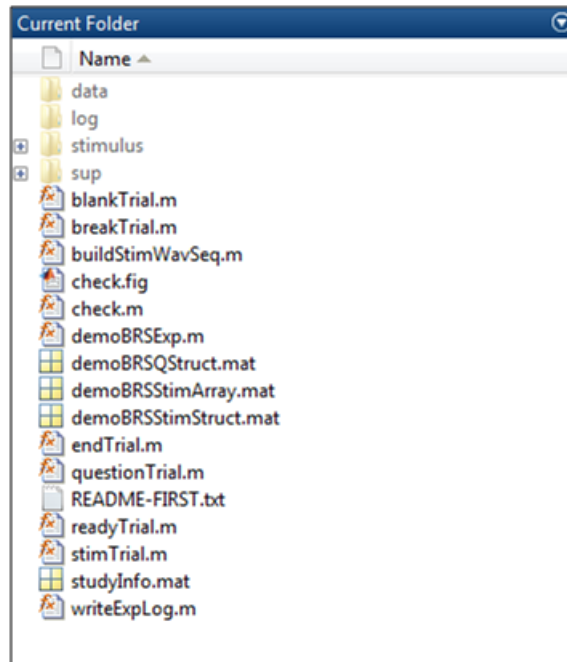 Current Folder
Name
data
log
stimulus
sup
blankTrial.m
breakTrial.m
buildStimWavSeq.m
check.fig
check.m
demoBRSExp.m
demoBRSQStruct.mat
demoBRSStimArray.mat
demoBRSStimStruct.mat
endTrial.m
questionTrial.m
README-FIRST.txt
readyTrial.m
stimTrial.m
studyInfo.mat
writeExpLog.m